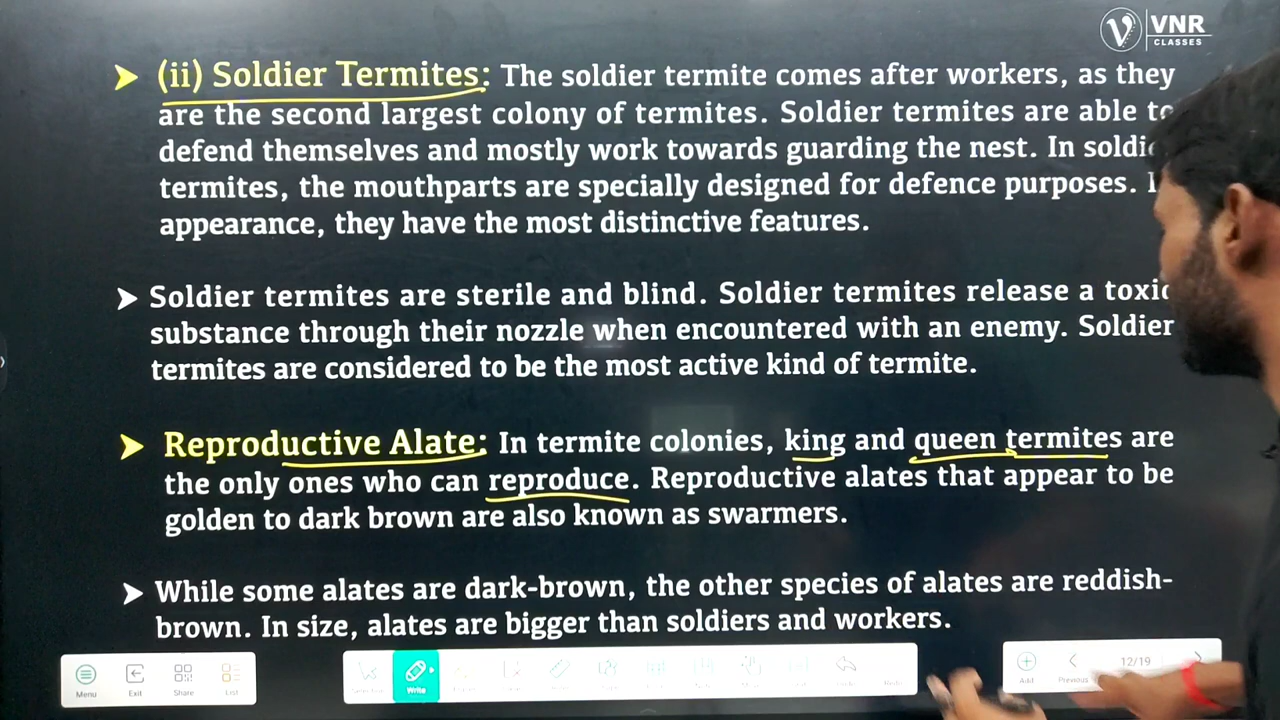 VNR
CLASSES
(ii) Soldier Termites: The soldier termite comes after workers, as they
are the second largest colony of termites. Soldier termites are able to
defend themselves and mostly work towards guarding the nest. In
termites, the mouthparts are specially designed for defence purposes.
appearance, they have the most distinctive features.
Soldier termites are sterile and blind. Soldier termites release a
substance through their nozzle when encountered with an enemy. Soldier
termites are considered to be the most active kind of termite.
Reproductive Alate: In termite colonies, king and queen termites are
the only ones who can reproduce. Reproductive alates that appear to be
golden to dark brown are also known as swarmers.
While some alates are dark-brown, the other species of alates are reddish-
brown. In size, alates are bigger than soldiers and workers.
Menu Exit Share List Write Add Previous 12/19